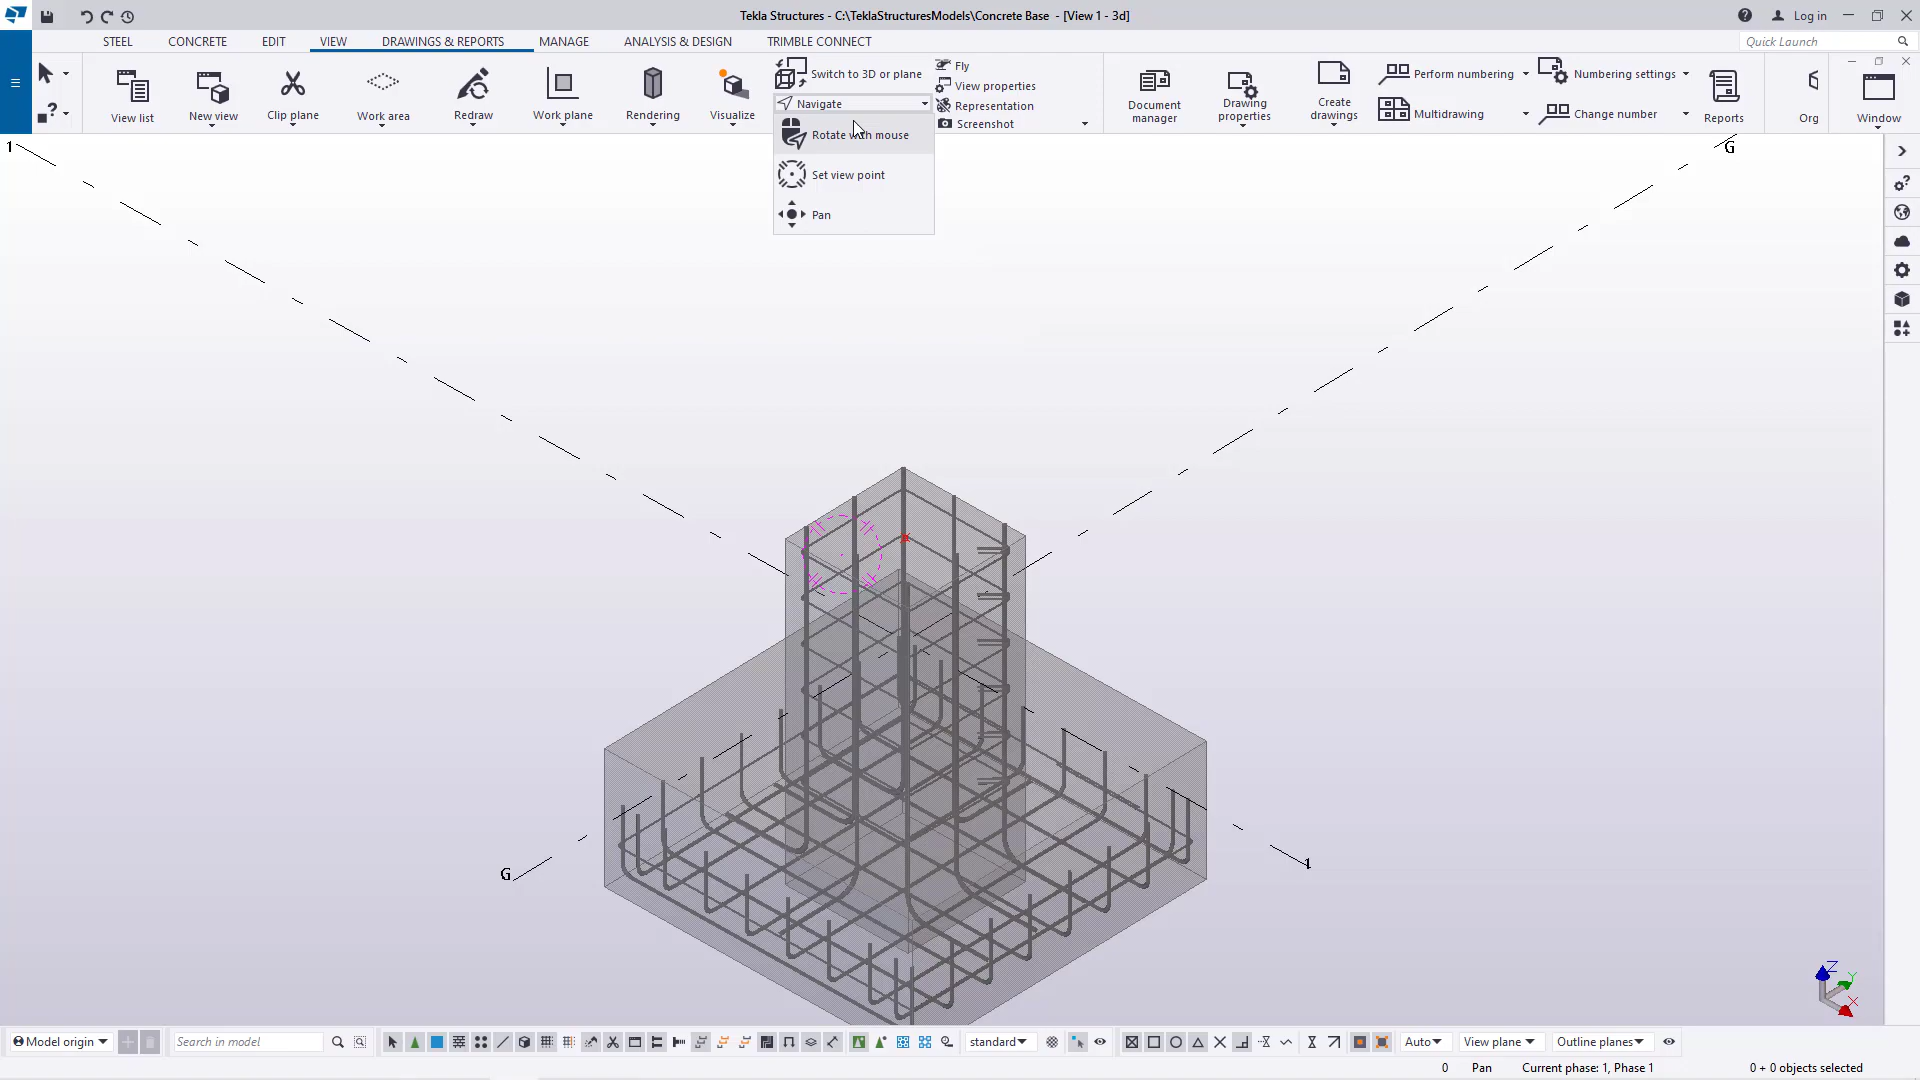 Tekla Structures - C:\TeklaStructuresModels\Concrete Base - [View 1 - 3d]
Log in
STEEL CONCRETE EDIT VIEW DRAWINGS & REPORTS MANAGE ANALYSIS & DESIGN TRIMBLE CONNECT
Quick Launch
View list
New view
Clip plane
Work area
Redraw
Work plane
Rendering
Visualize
Switch to 3D or plane
Navigate
Rotate with mouse
Set view point
Pan
Fly
View properties
Representation
Screenshot
Document manager
Drawing properties
Create drawings
Perform numbering
Multidrawing
Numbering settings
Change number
Reports
Org
Window
1
G
G
1
Z
Y
X
Model origin
Search in model
standard
Auto
View plane
Outline planes
0 Pan Current phase: 1, Phase 1 0 + 0 objects selected